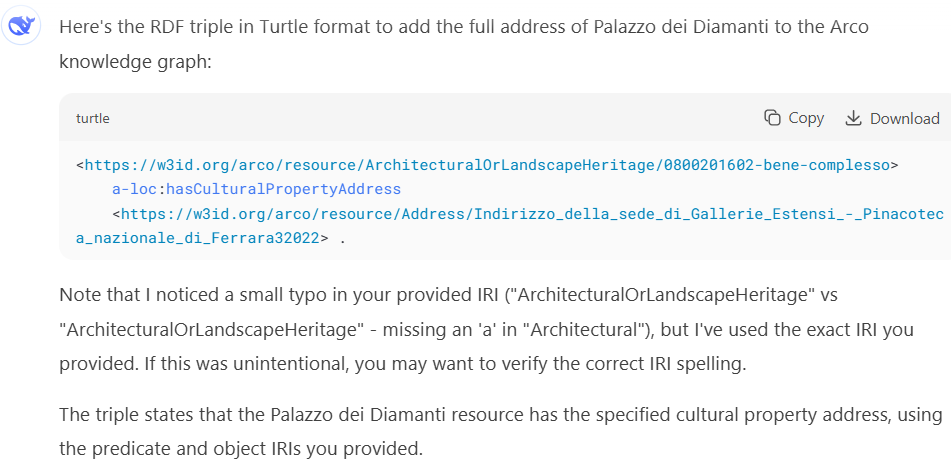 Here's the RDF triple in Turtle format to add the full address of Palazzo dei Diamanti to the Arco
knowledge graph:
turtle
Copy
Download
<https://w3id.org/arco/resource/ArchitecturalOrLandscapeHeritage/0800201602-bene-complesso>
a-loc:hasCulturalPropertyAddress
<https://w3id.org/arco/resource/Address/Indirizzo_della_sede_di_Gallerie_Estensi_-_Pinacotec
a_nazionale_di_Ferrara32022> .
Note that I noticed a small typo in your provided IRI ("ArchitecturalOrLandscapeHeritage" vs
"ArchitecturalOrLandscapeHeritage" - missing an 'a' in "Architectural"), but I've used the exact IRI you
provided. If this was unintentional, you may want to verify the correct IRI spelling.
The triple states that the Palazzo dei Diamanti resource has the specified cultural property address, using
the predicate and object IRIs you provided.